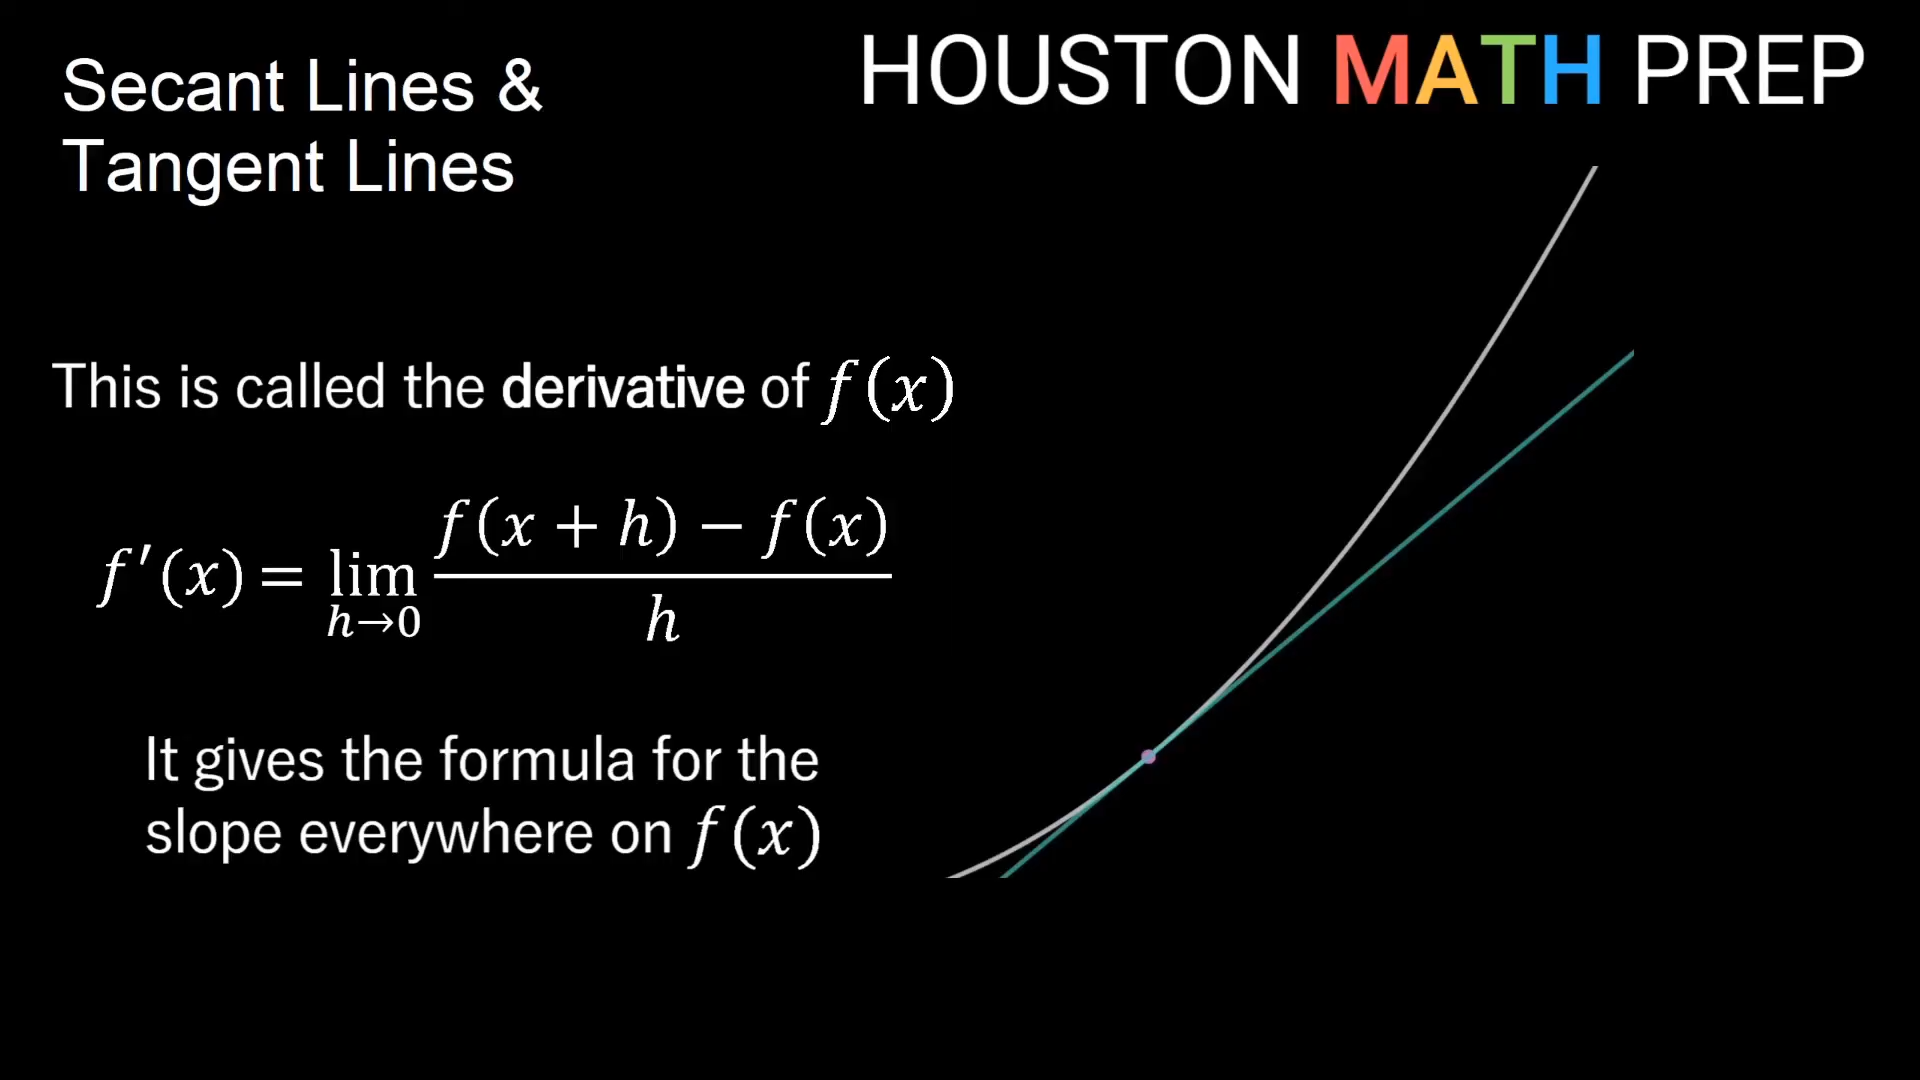 Secant Lines &
Tangent Lines
HOUSTON MATH PREP
This is called the derivative of f(x)
f′(x) = lim h→0 f(x + h) − f(x) / h
It gives the formula for the
slope everywhere on f(x)